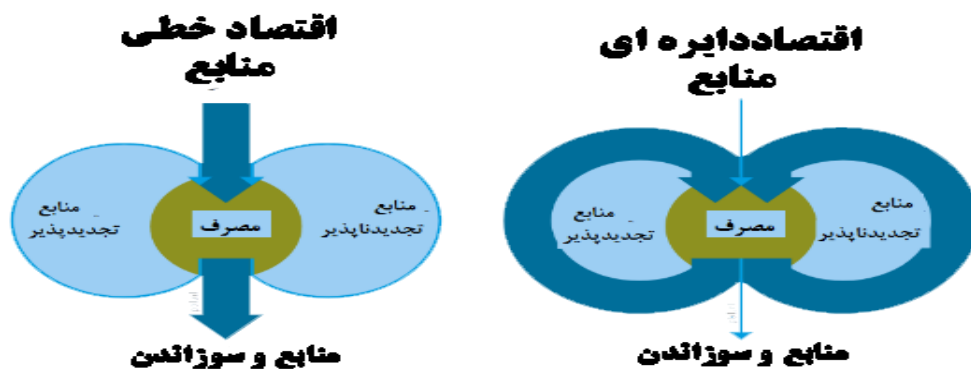 اقتصاد خطی
منابع
منابع
تجدیدپذیر
مصرف
منابع
تجدیدناپذیر
منابع و سوزاندن
اقتصاددایره ای
منابع
منابع
تجدیدپذیر
مصرف
منابع
تجدیدناپذیر
منابع و سوزاندن